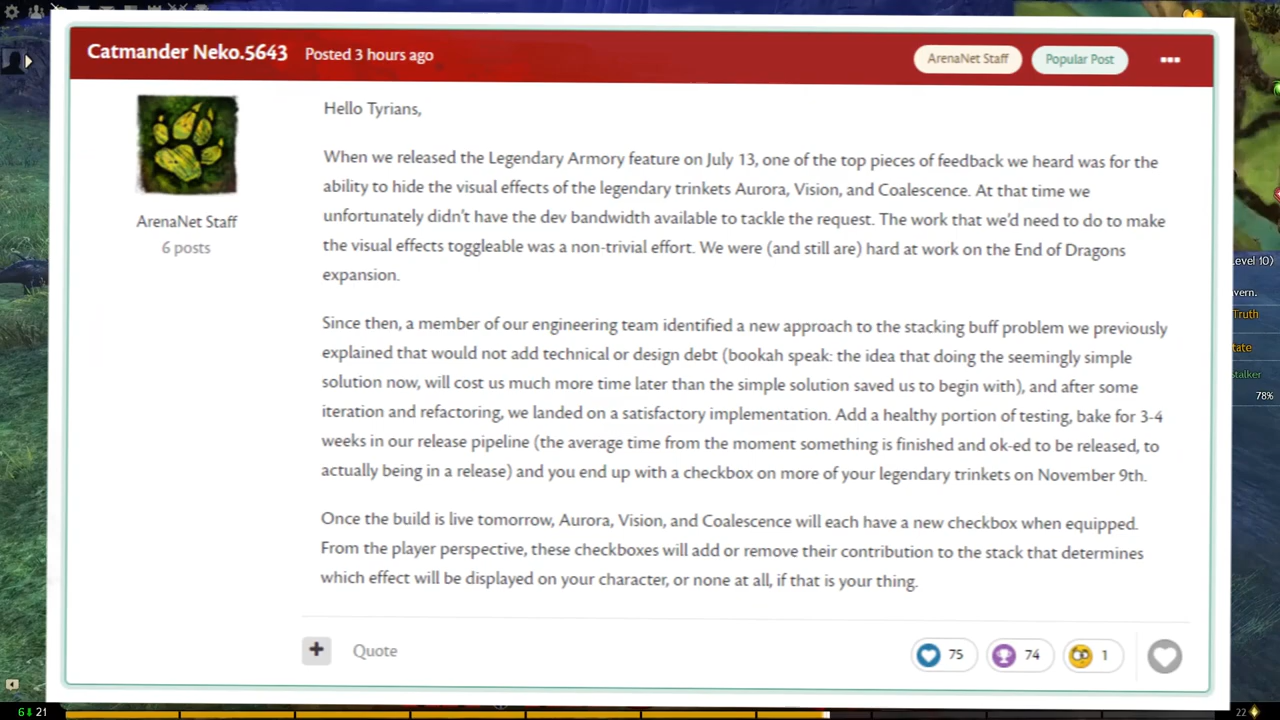 Catmander Neko.5643 Posted 3 hours ago ArenaNet Staff Popular Post
ArenaNet Staff
6 posts
Hello Tyrians,
When we released the Legendary Armory feature on July 13, one of the top pieces of feedback we heard was for the
ability to hide the visual effects of the legendary trinkets Aurora, Vision, and Coalescence. At that time we
unfortunately didn't have the dev bandwidth available to tackle the request. The work that we'd need to do to make
the visual effects toggleable was a non-trivial effort. We were (and still are) hard at work on the End of Dragons
expansion.
Since then, a member of our engineering team identified a new approach to the stacking buff problem we previously
explained that would not add technical or design debt (bookah speak: the idea that doing the seemingly simple
solution now, will cost us much more time later than the simple solution saved us to begin with), and after some
iteration and refactoring, we landed on a satisfactory implementation. Add a healthy portion of testing, bake for 3-4
weeks in our release pipeline (the average time from the moment something is finished and ok-ed to be released, to
actually being in a release) and you end up with a checkbox on more of your legendary trinkets on November 9th.
Once the build is live tomorrow, Aurora, Vision, and Coalescence will each have a new checkbox when equipped.
From the player perspective, these checkboxes will add or remove their contribution to the stack that determines
which effect will be displayed on your character, or none at all, if that is your thing.
+ Quote 75 74 1
Level 10)
vern.
Truth
tate
talker
78%
6 21
22